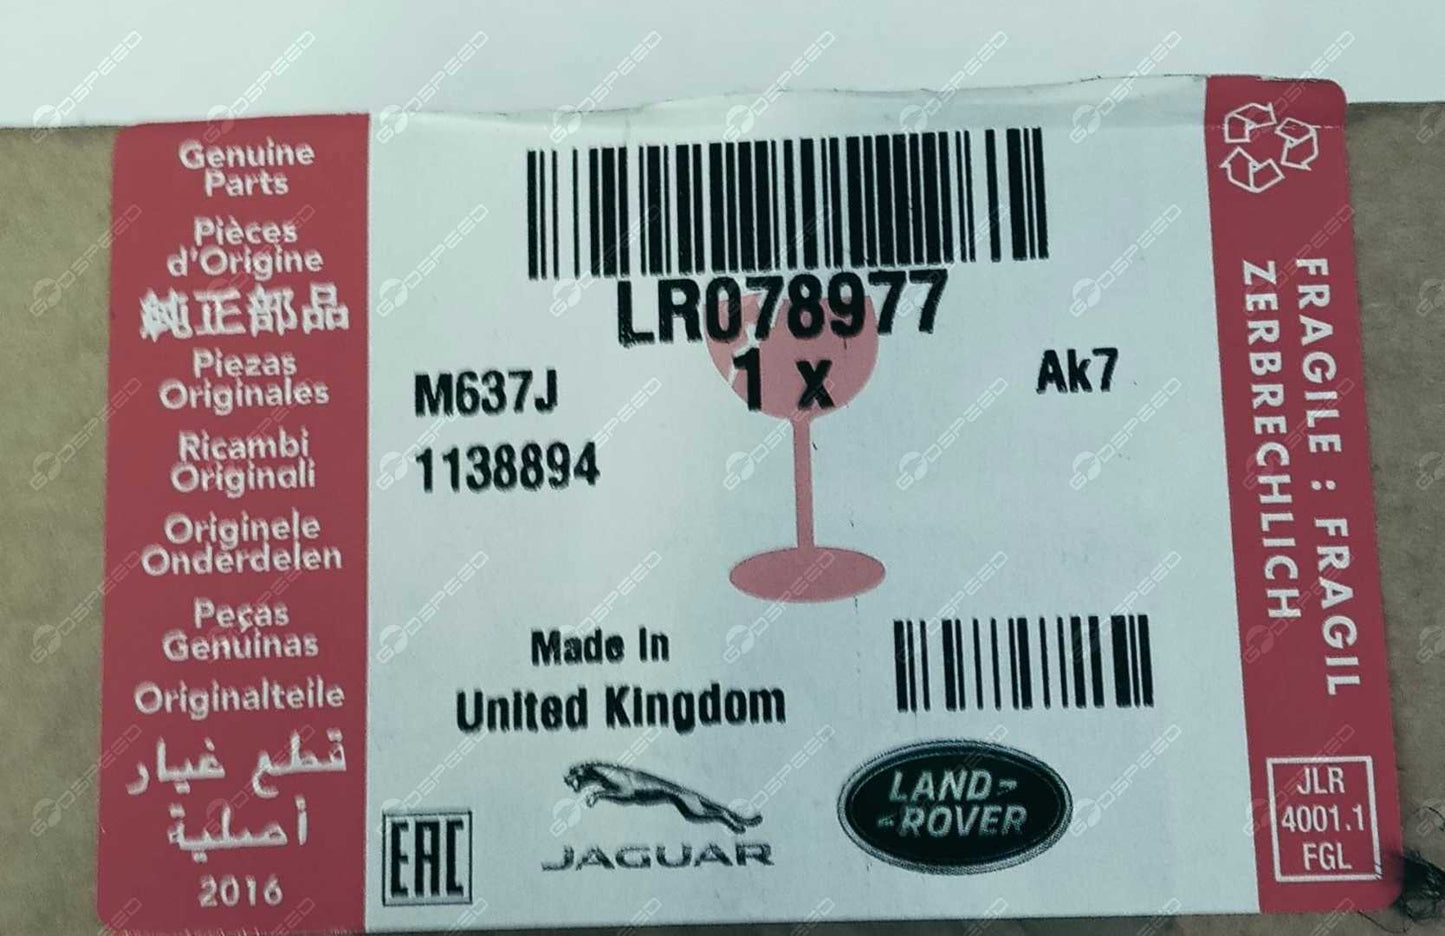 Genuine
Parts
Pièces
d'Origine
純正部品
Piezas
Originales
Ricambi
Originali
Originele
Onderdelen
Peças
Genuínas
Originalteile
قطع غيار
أصلية
2016
LR078977
1 x
M637J
Ak7
1138894
Made In
United Kingdom
EAC
JAGUAR
LAND-
-ROVER
FRAGILE : FRAGIL
ZERBRECHLICH
JLR
4001.1
FGL
GODSPEED